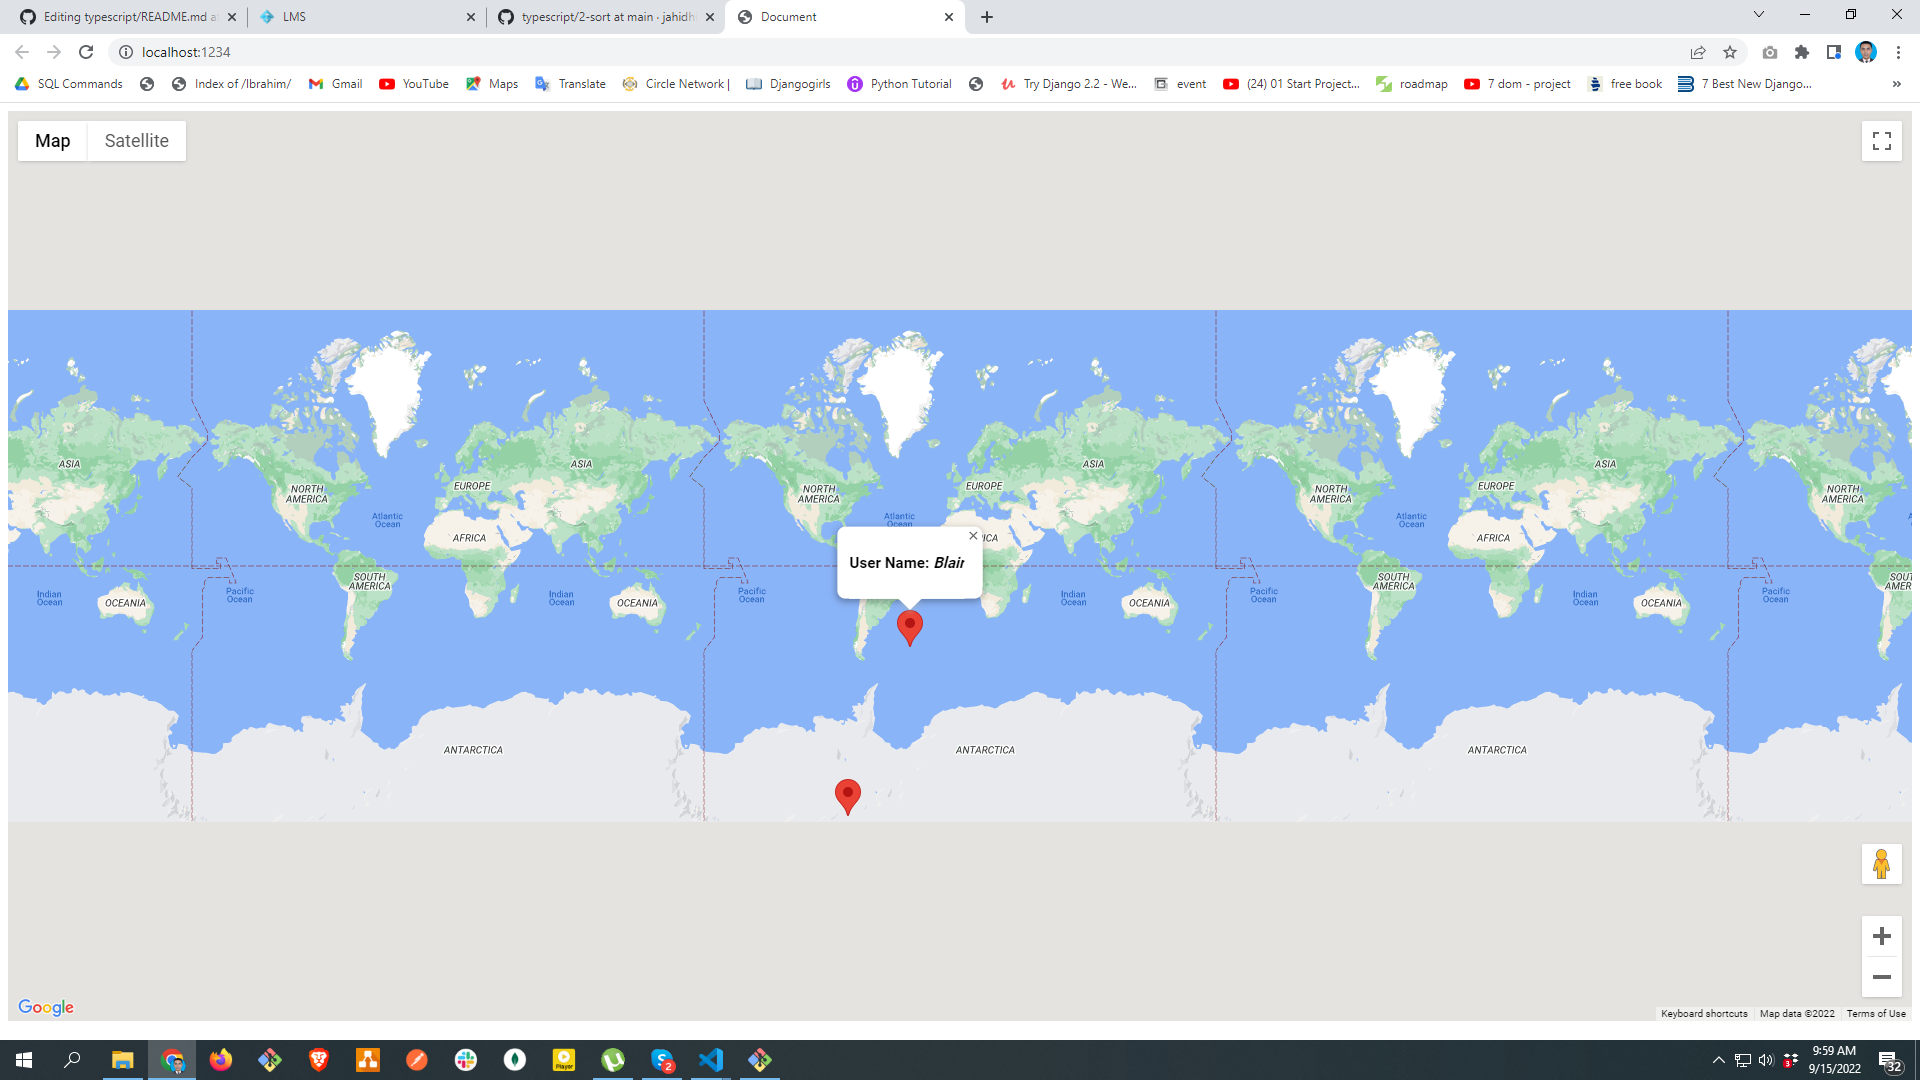 Editing typescript/README.md at
LMS
typescript/2-sort at main · jahidhi
Document
localhost:1234
SQL Commands
Index of /Ibrahim/
Gmail
YouTube
Maps
Translate
Circle Network |
Djangogirls
Python Tutorial
Try Django 2.2 - We...
event
(24) 01 Start Project...
roadmap
7 dom - project
free book
7 Best New Django...
»
Map
Satellite
ASIA
NORTH
AMERICA
Atlantic
Ocean
EUROPE
ASIA
AFRICA
NORTH
AMERICA
Atlantic
Ocean
EUROPE
ASIA
ICA
NORTH
AMERICA
Atlantic
Ocean
EUROPE
ASIA
AFRICA
NORTH
AMERICA
User Name: Blair
Indian
Ocean
OCEANIA
Pacific
Ocean
SOUTH
AMERICA
Indian
Ocean
OCEANIA
Pacific
Ocean
Indian
Ocean
OCEANIA
Pacific
Ocean
SOUTH
AMERICA
Indian
Ocean
OCEANIA
Pacific
Ocean
SOUT
AMER
ANTARCTICA
ANTARCTICA
ANTARCTICA
Google
Keyboard shortcuts
Map data ©2022
Terms of Use
Player
2
3
9:59 AM
9/15/2022
32